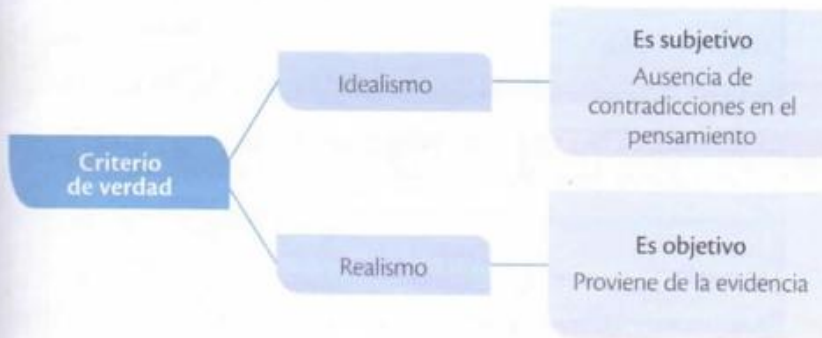 Criterio
de verdad
Idealismo
Es subjetivo
Ausencia de
contradicciones en el
pensamiento
Realismo
Es objetivo
Proviene de la evidencia